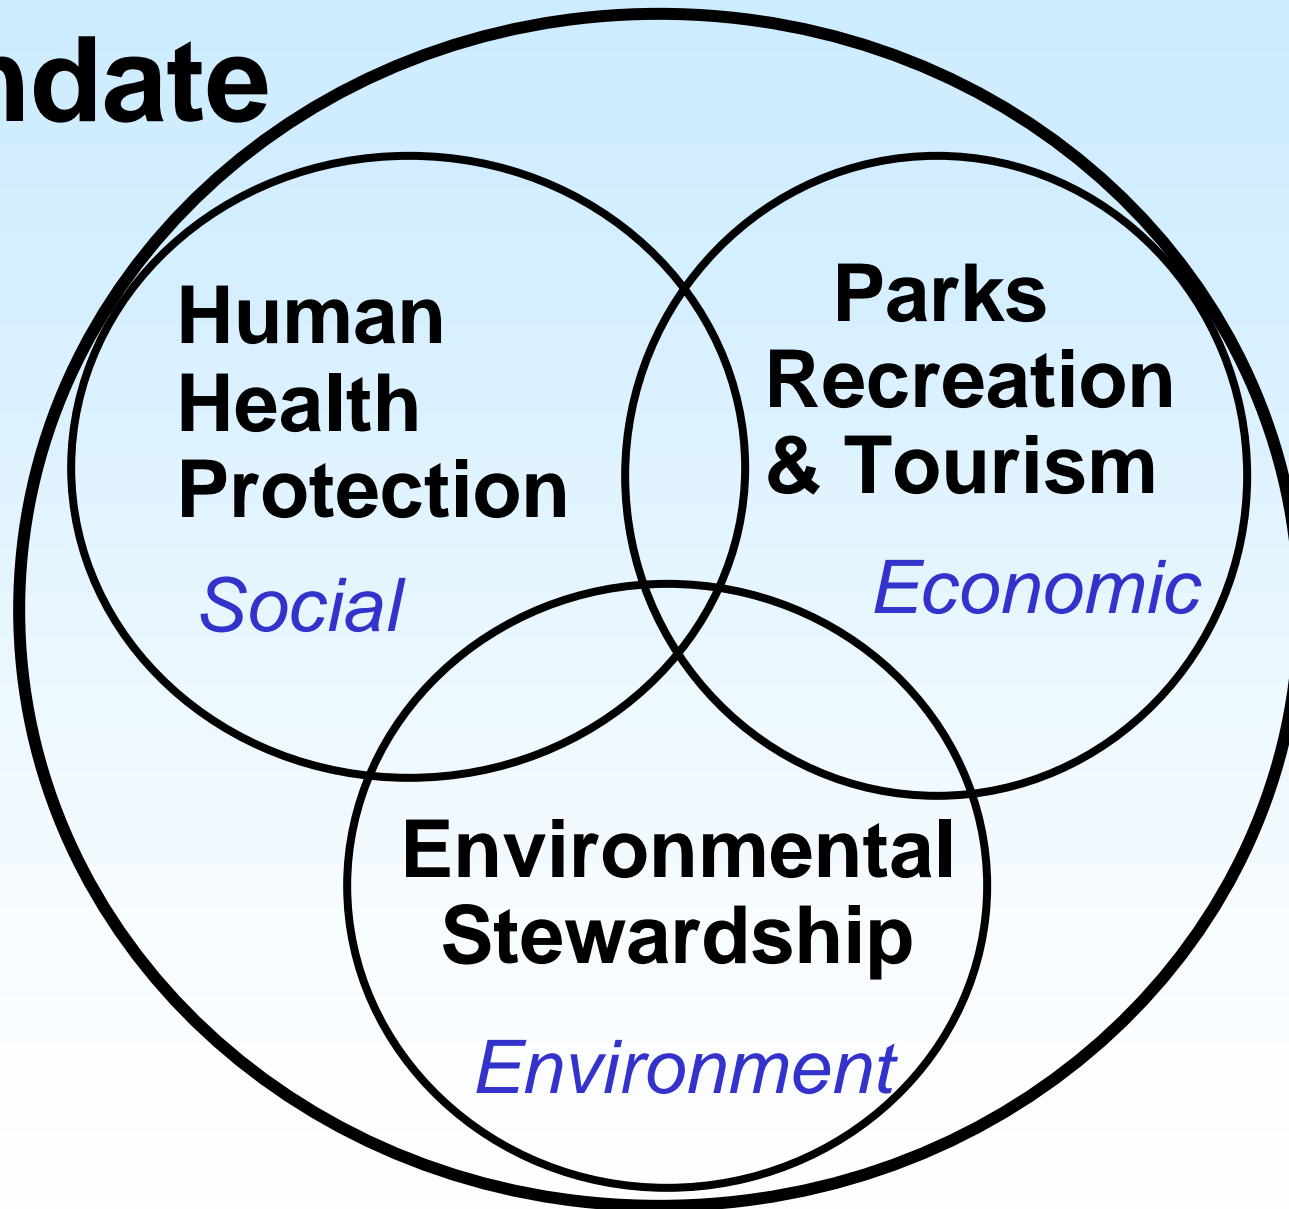 ndate
Human
Health
Protection
Social
Parks
Recreation
& Tourism
Economic
Environmental
Stewardship
Environment